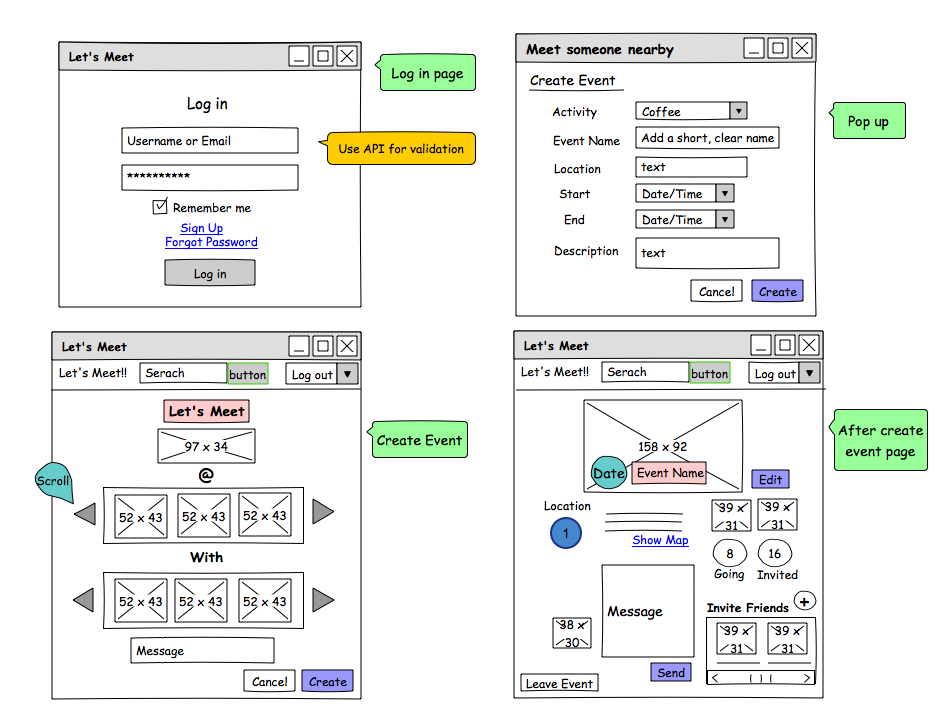 Let's Meet
Log in page
Log in
Username or Email
Use API for validation
**********
Remember me
Sign Up
Forgot Password
Log in
Meet someone nearby
Create Event
Pop up
Activity Coffee
Event Name Add a short, clear name
Location text
Start Date/Time
End Date/Time
Description text
Cancel Create
Let's Meet
Let's Meet!! Serach button Log out
Let's Meet
97 x 34
Create Event
@
Scroll
52 x 43 52 x 43 52 x 43
With
52 x 43 52 x 43 52 x 43
Message
Cancel Create
Let's Meet
Let's Meet!! Serach button Log out
After create
event page
158 x 92
Date Event Name
Edit
Location
1
Show Map
39 x
31
39 x
31
8 16
Going Invited
Message
38 x
30
Invite Friends +
39 x
31
39 x
31
Send
Leave Event